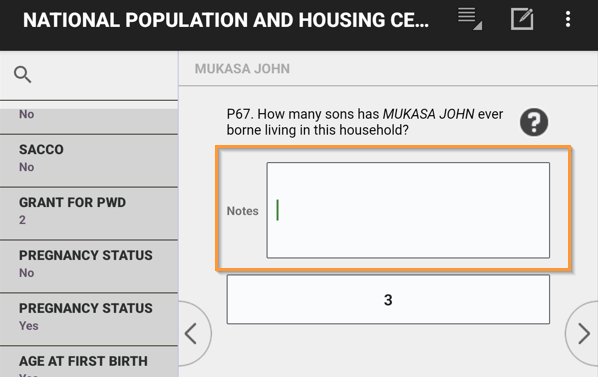 NATIONAL POPULATION AND HOUSING CE...
MUKASA JOHN
No
SACCO
No
GRANT FOR PWD
2
PREGNANCY STATUS
No
PREGNANCY STATUS
Yes
AGE AT FIRST BIRTH
P67. How many sons has MUKASA JOHN ever
borne living in this household?
?
Notes
3